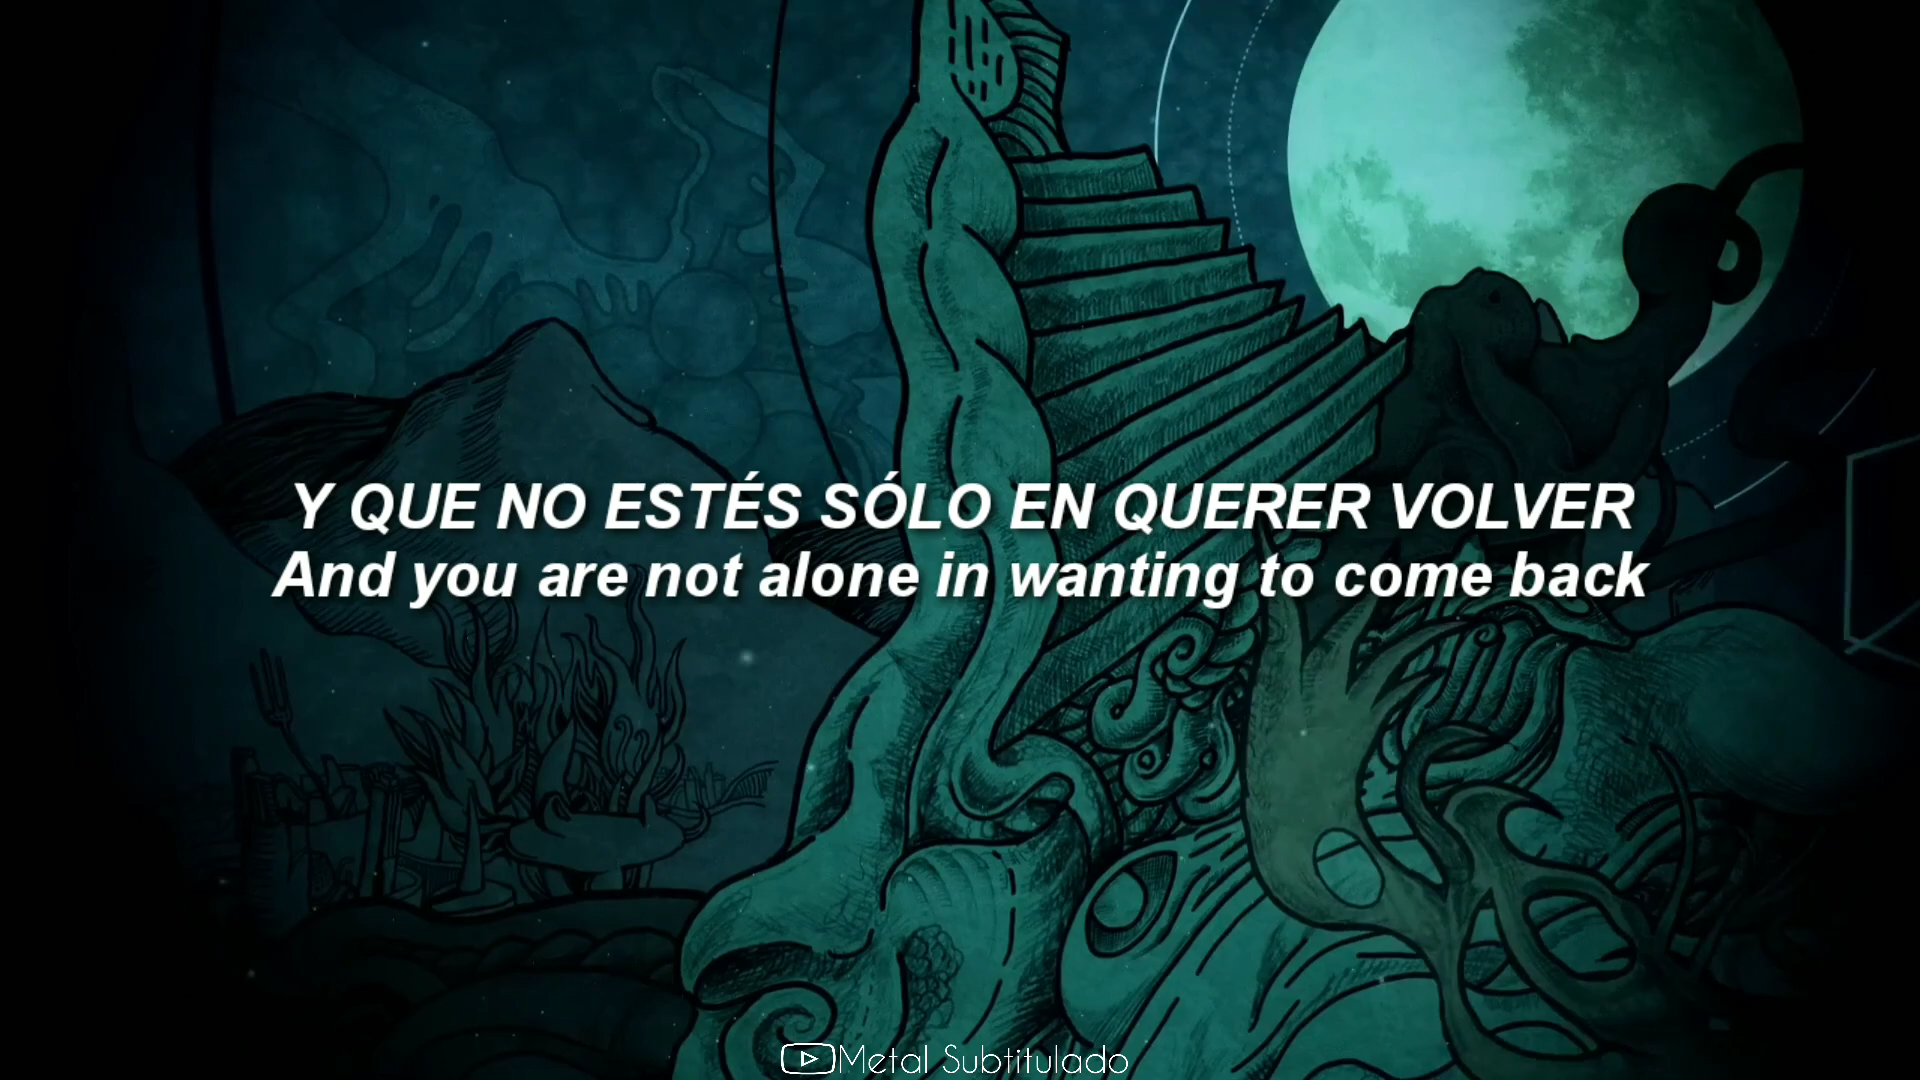 Y QUE NO ESTÉS SÓLO EN QUERER VOLVER
And you are not alone in wanting to come back
Metal Subtitulado